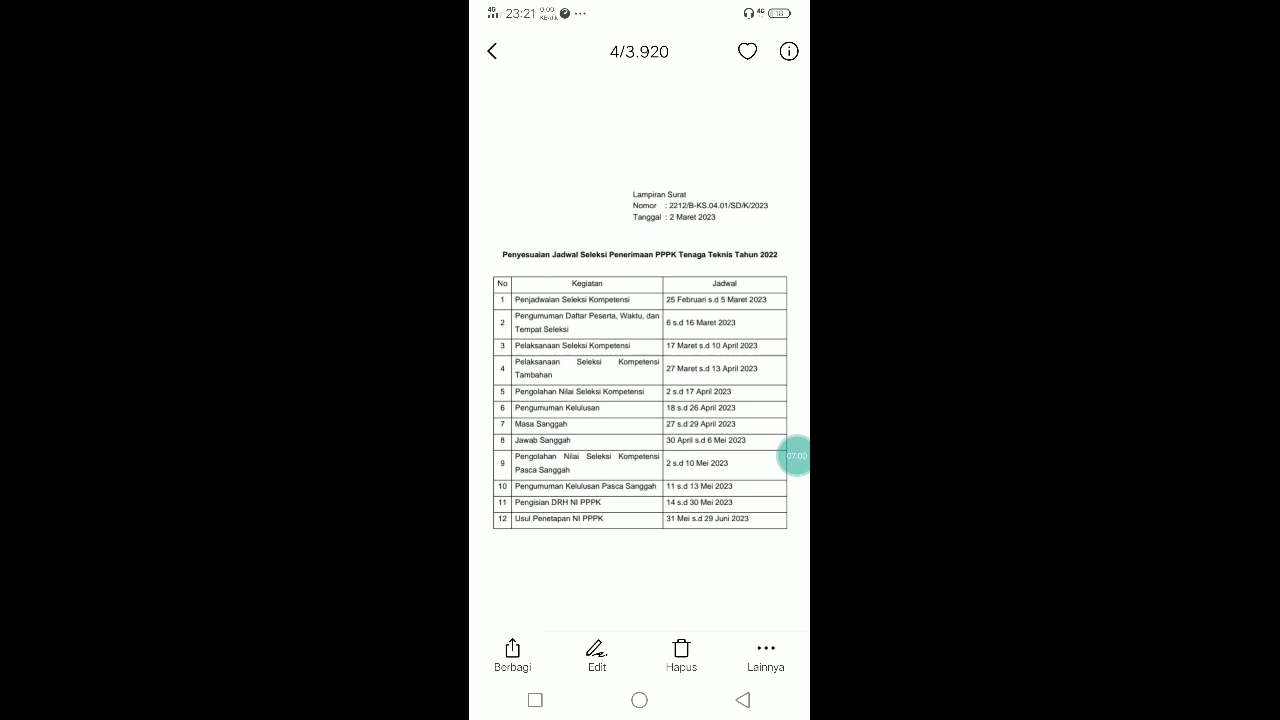 4G 23:21 0:00 KB/d ... 4G 18
4/3.920
Lampiran Surat
Nomor : 2212/B-KS.04.01/SD/K/2023
Tanggal : 2 Maret 2023
Penyesuaian Jadwal Seleksi Penerimaan PPPK Tenaga Teknis Tahun 2022
No Kegiatan Jadwal
1 Penjadwalan Seleksi Kompetensi 25 Februari s.d 5 Maret 2023
2 Pengumuman Daftar Peserta, Waktu, dan
Tempat Seleksi 6 s.d 16 Maret 2023
3 Pelaksanaan Seleksi Kompetensi 17 Maret s.d 10 April 2023
4 Pelaksanaan Seleksi Kompetensi
Tambahan 27 Maret s.d 13 April 2023
5 Pengolahan Nilai Seleksi Kompetensi 2 s.d 17 April 2023
6 Pengumuman Kelulusan 18 s.d 26 April 2023
7 Masa Sanggah 27 s.d 29 April 2023
8 Jawab Sanggah 30 April s.d 6 Mei 2023
9 Pengolahan Nilai Seleksi Kompetensi
Pasca Sanggah 2 s.d 10 Mei 2023
07:00
10 Pengumuman Kelulusan Pasca Sanggah 11 s.d 13 Mei 2023
11 Pengisian DRH NI PPPK 14 s.d 30 Mei 2023
12 Usul Penetapan NI PPPK 31 Mei s.d 29 Juni 2023
Berbagi Edit Hapus Lainnya